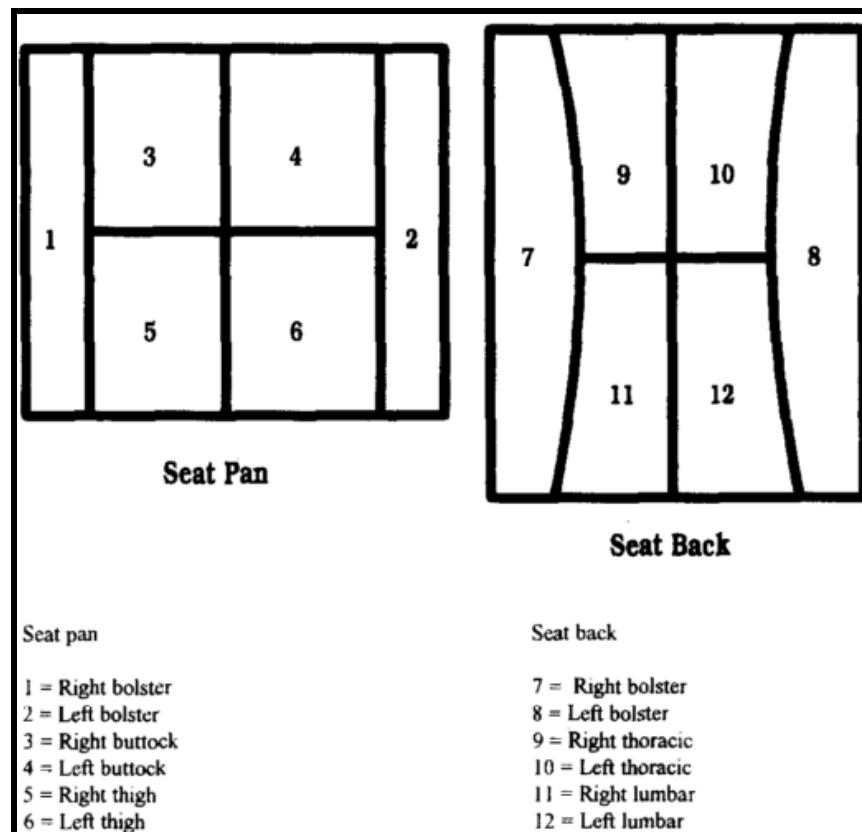 3
4
1
2
5
6
Seat Pan
9
10
7
8
11
12
Seat Back
Seat pan
1 = Right bolster
2 = Left bolster
3 = Right buttock
4 = Left buttock
5 = Right thigh
6 = Left thigh
Seat back
7 = Right bolster
8 = Left bolster
9 = Right thoracic
10 = Left thoracic
11 = Right lumbar
12 = Left lumbar